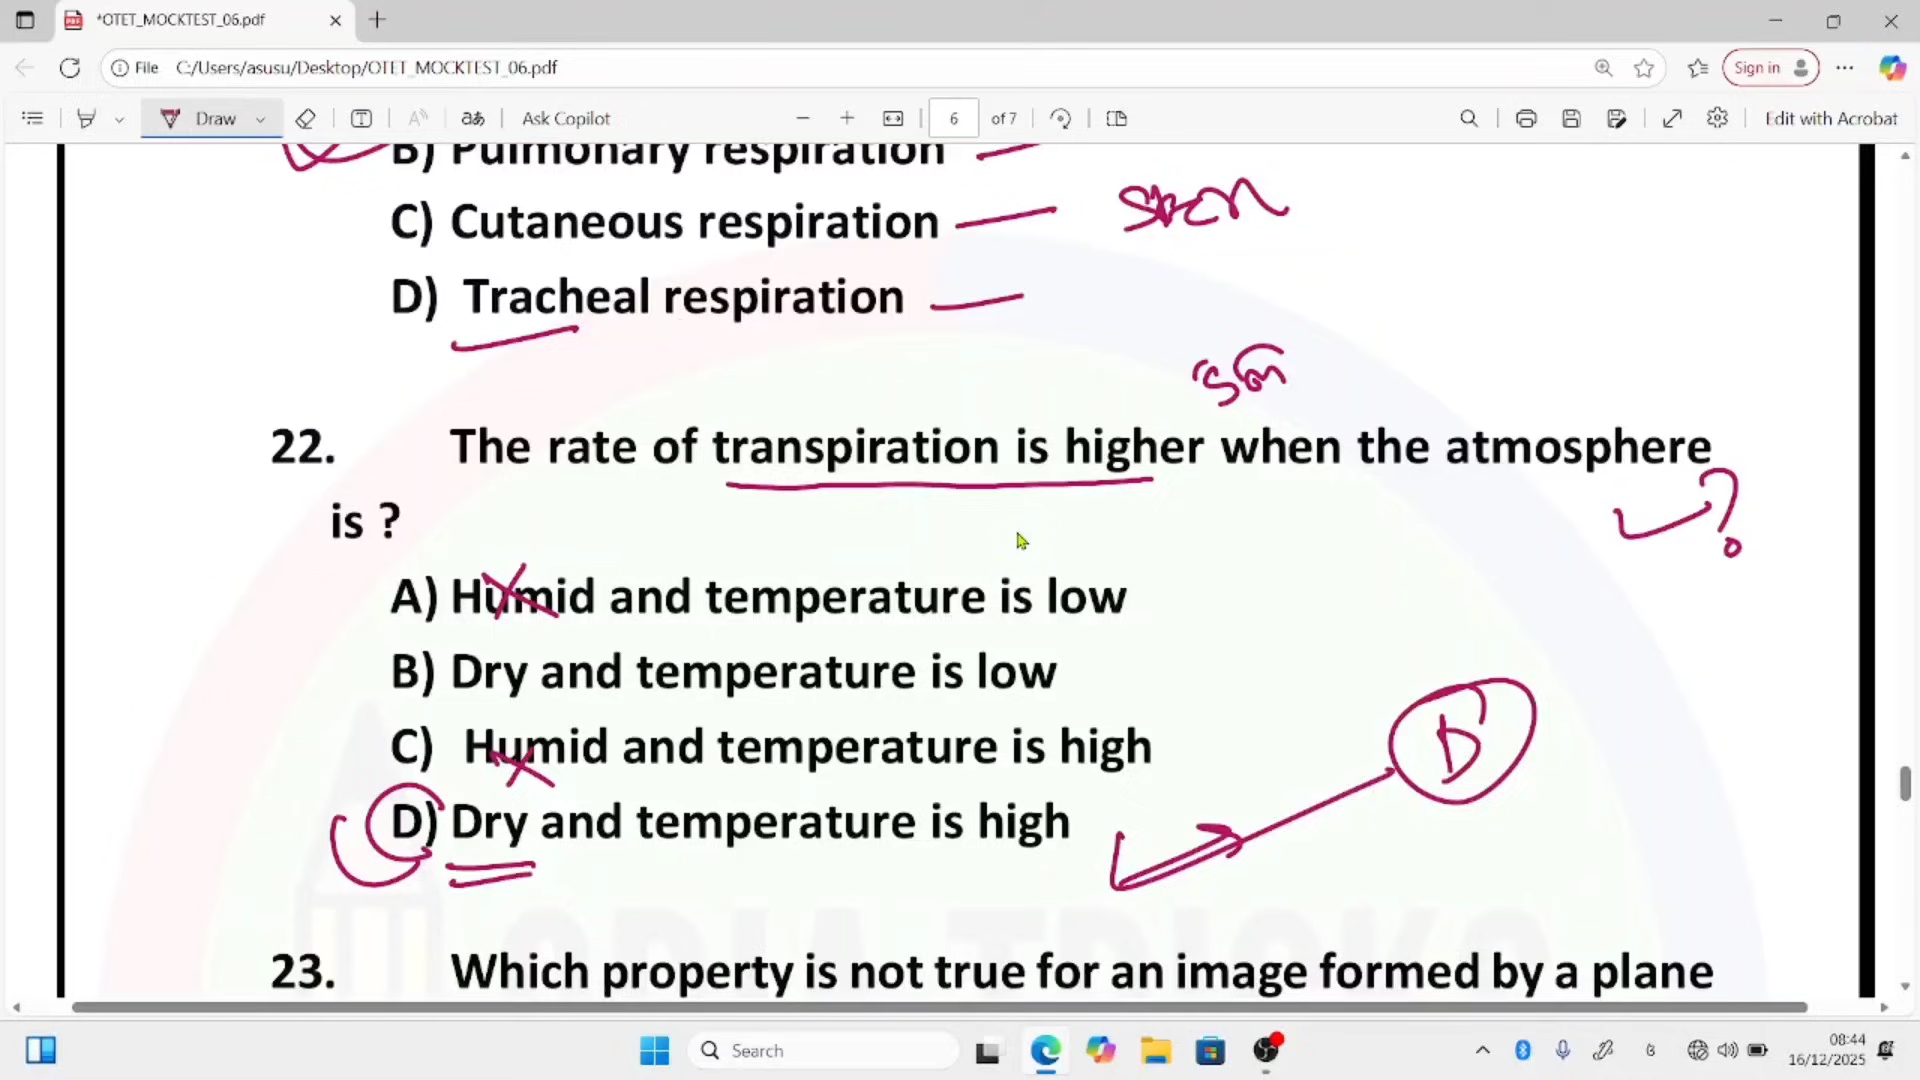 *OTET_MOCKTEST_06.pdf
File C:/Users/asusu/Desktop/OTET_MOCKTEST_06.pdf
Sign in
Draw
Ask Copilot
6 of 7
Edit with Acrobat
B) Pulmonary respiration
C) Cutaneous respiration
D) Tracheal respiration
22. The rate of transpiration is higher when the atmosphere
is ?
?
A) Humid and temperature is low
B) Dry and temperature is low
C) Humid and temperature is high
D
D) Dry and temperature is high
23. Which property is not true for an image formed by a plane
Search
08:44
16/12/2025